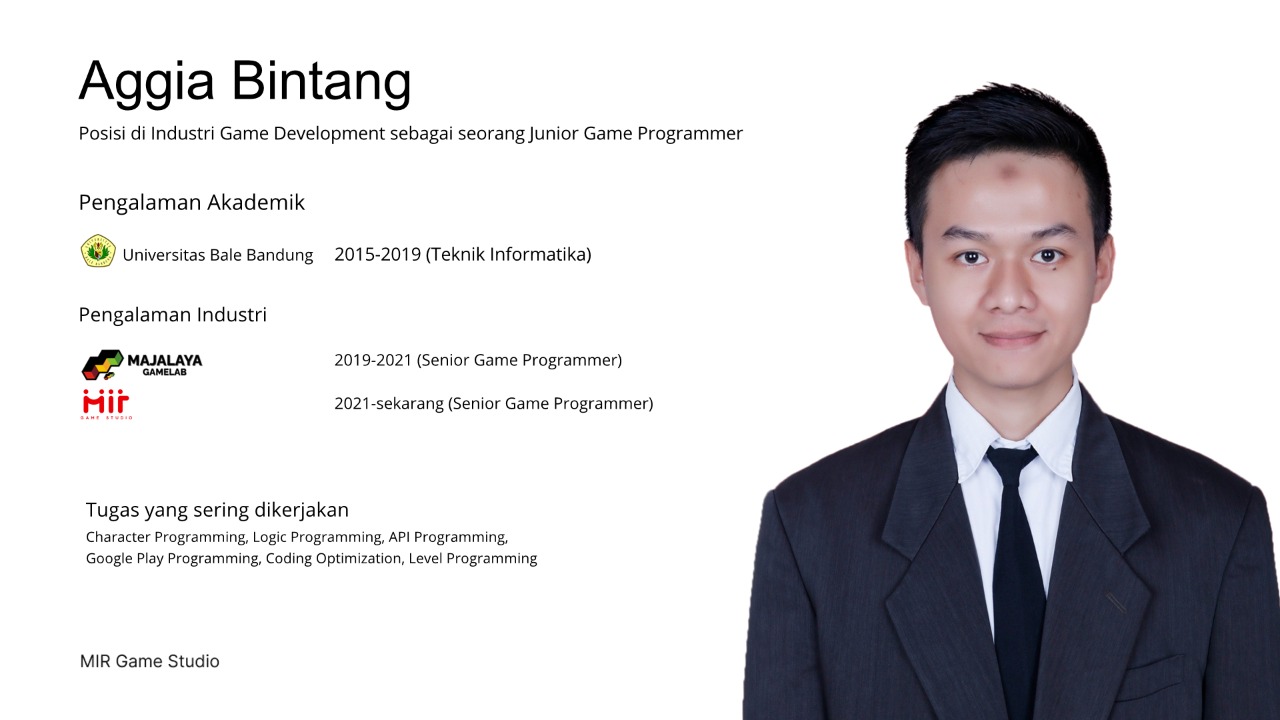 Aggia Bintang
Posisi di Industri Game Development sebagai seorang Junior Game Programmer
Pengalaman Akademik
Universitas Bale Bandung 2015-2019 (Teknik Informatika)
Pengalaman Industri
MAJALAYA
GAMELAB
2019-2021 (Senior Game Programmer)
Mir
GAME STUDIO
2021-sekarang (Senior Game Programmer)
Tugas yang sering dikerjakan
Character Programming, Logic Programming, API Programming,
Google Play Programming, Coding Optimization, Level Programming
MIR Game Studio